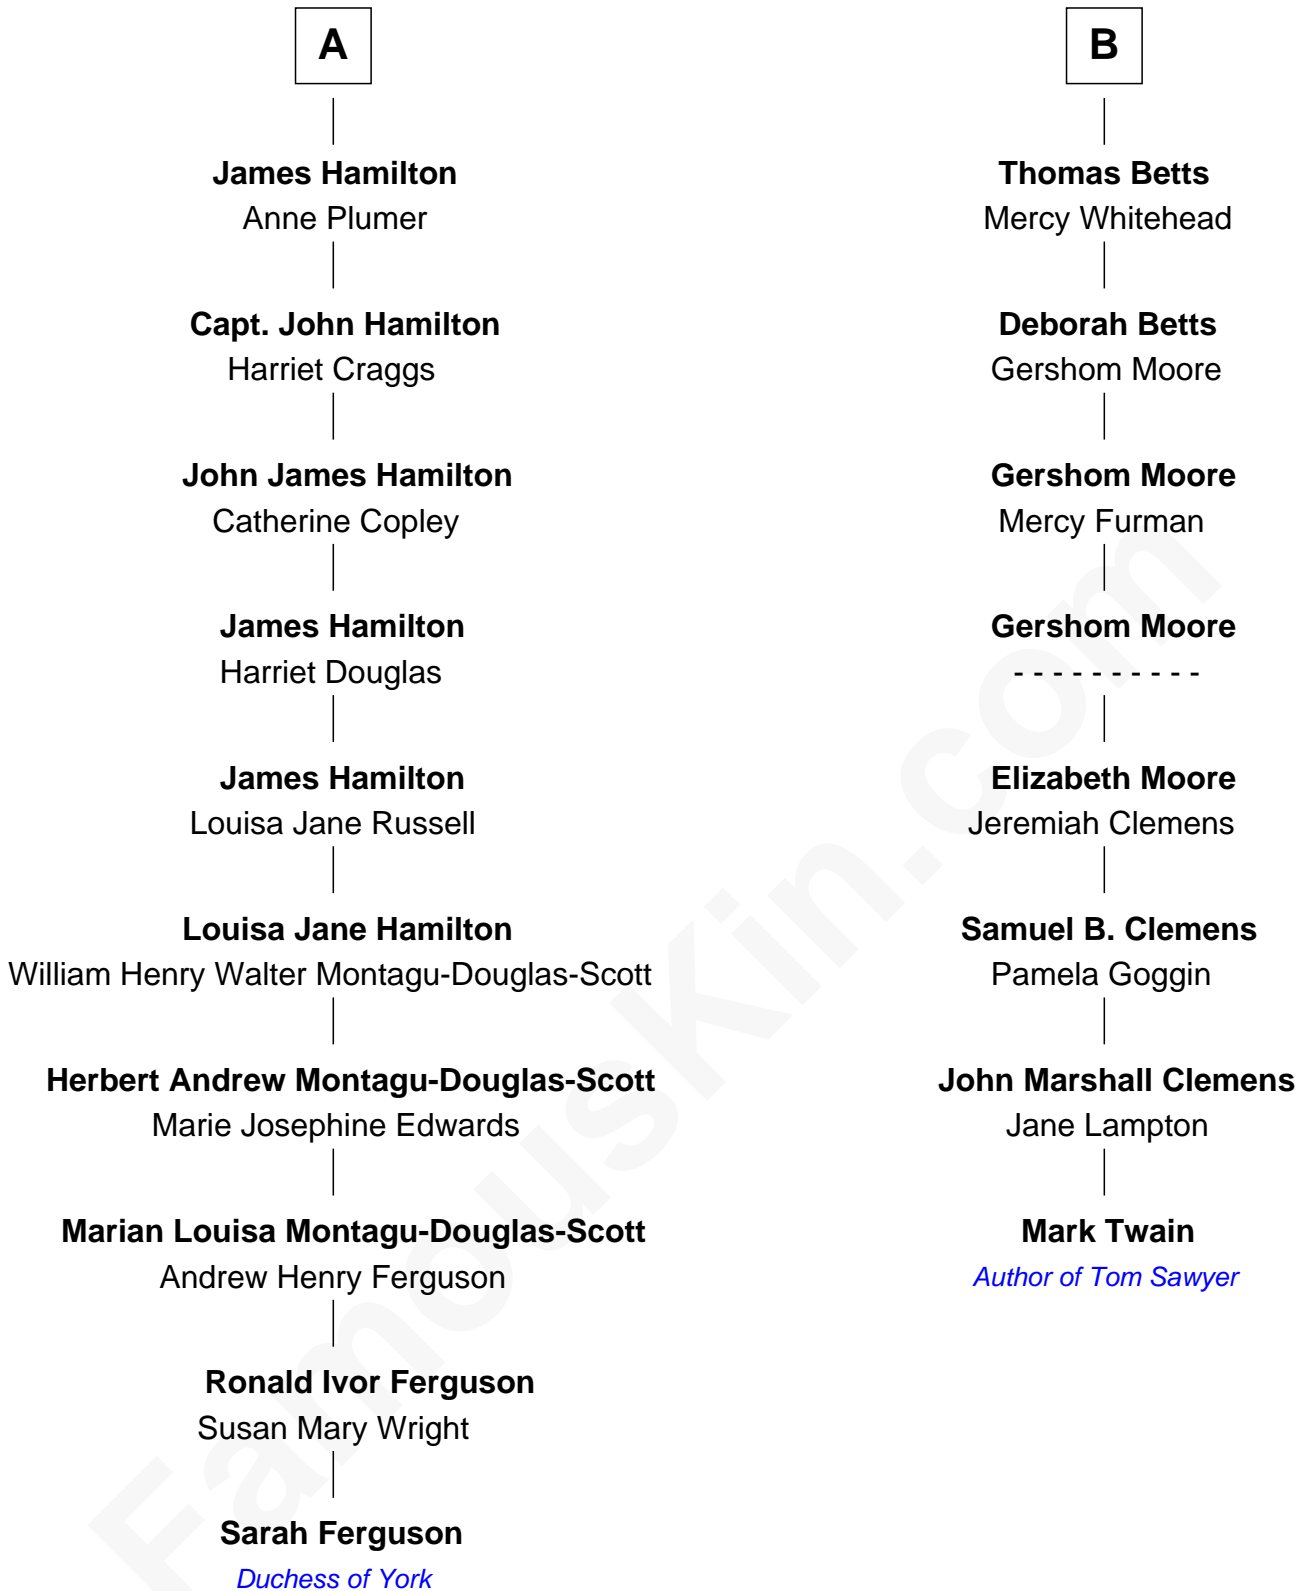 A
James Hamilton
Anne Plumer
Capt. John Hamilton
Harriet Craggs
John James Hamilton
Catherine Copley
James Hamilton
Harriet Douglas
James Hamilton
Louisa Jane Russell
Louisa Jane Hamilton
William Henry Walter Montagu-Douglas-Scott
Herbert Andrew Montagu-Douglas-Scott
Marie Josephine Edwards
Marian Louisa Montagu-Douglas-Scott
Andrew Henry Ferguson
Ronald Ivor Ferguson
Susan Mary Wright
Sarah Ferguson
Duchess of York
B
Thomas Betts
Mercy Whitehead
Deborah Betts
Gershom Moore
Gershom Moore
Mercy Furman
Gershom Moore
- - - - - - - - - -
Elizabeth Moore
Jeremiah Clemens
Samuel B. Clemens
Pamela Goggin
John Marshall Clemens
Jane Lampton
Mark Twain
Author of Tom Sawyer
FamousKin.com